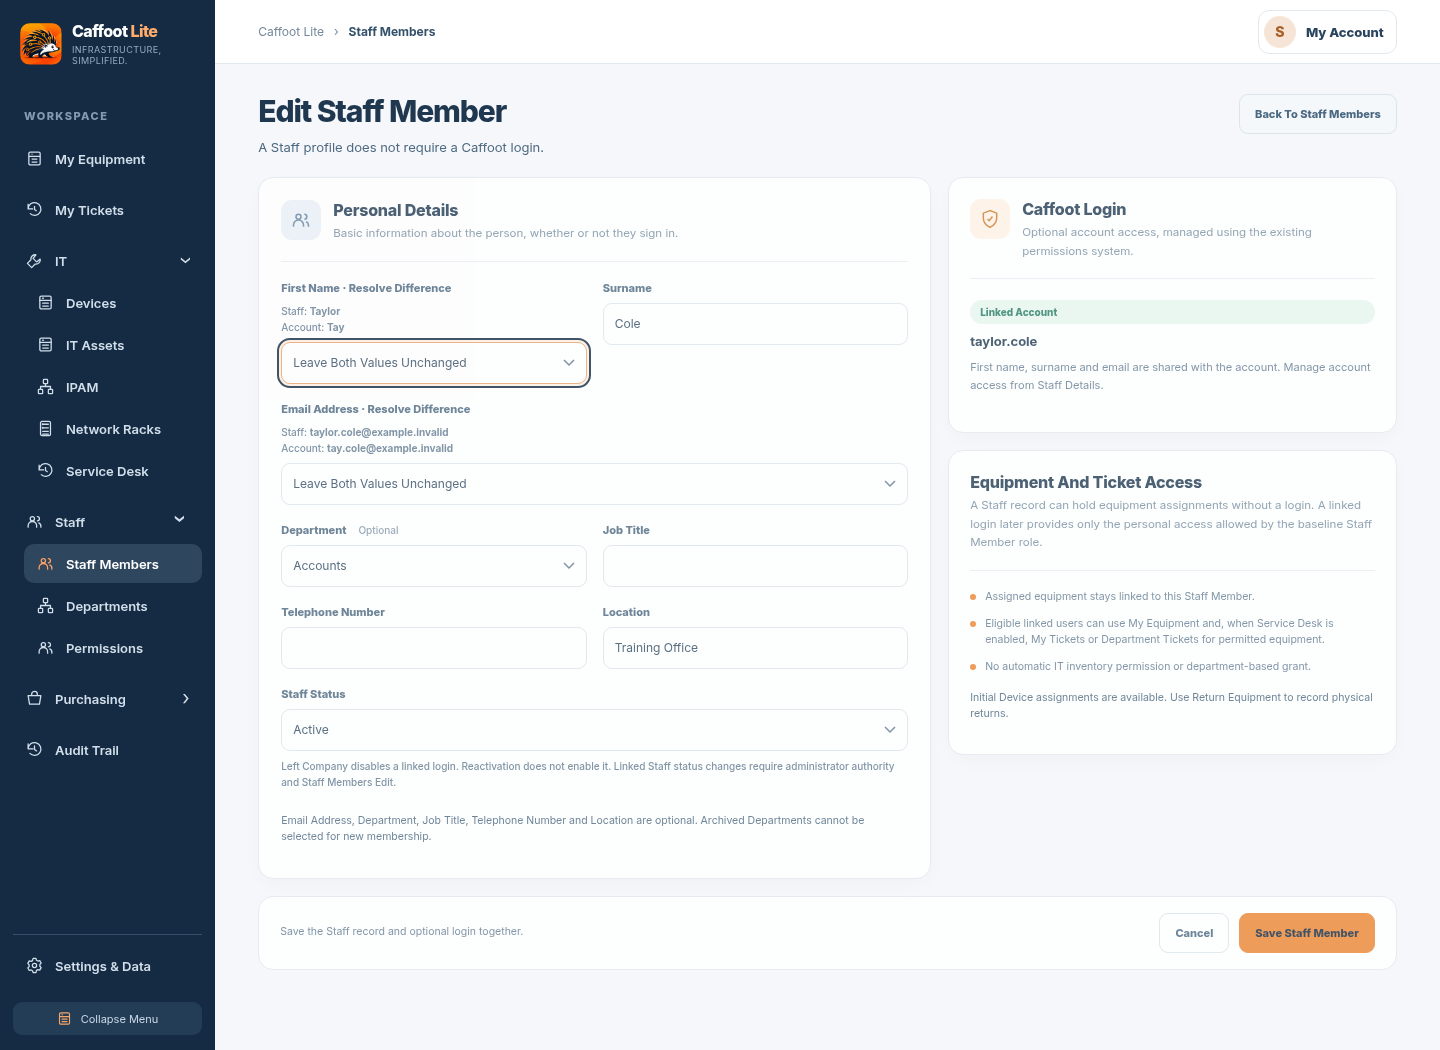 Caffoot Lite
INFRASTRUCTURE,
SIMPLIFIED.
WORKSPACE
My Equipment
My Tickets
IT
Devices
IT Assets
IPAM
Network Racks
Service Desk
Staff
Staff Members
Departments
Permissions
Purchasing
Audit Trail
Settings & Data
Collapse Menu
Caffoot Lite › Staff Members
S My Account
Edit Staff Member
A Staff profile does not require a Caffoot login.
Back To Staff Members
Personal Details
Basic information about the person, whether or not they sign in.
First Name · Resolve Difference
Staff: Taylor
Account: Tay
Leave Both Values Unchanged
Surname
Cole
Email Address · Resolve Difference
Staff: taylor.cole@example.invalid
Account: tay.cole@example.invalid
Leave Both Values Unchanged
Department Optional
Accounts
Job Title
Telephone Number
Location
Training Office
Staff Status
Active
Left Company disables a linked login. Reactivation does not enable it. Linked Staff status changes require administrator authority
and Staff Members Edit.
Email Address, Department, Job Title, Telephone Number and Location are optional. Archived Departments cannot be
selected for new membership.
Caffoot Login
Optional account access, managed using the existing
permissions system.
Linked Account
taylor.cole
First name, surname and email are shared with the account. Manage account
access from Staff Details.
Equipment And Ticket Access
A Staff record can hold equipment assignments without a login. A linked
login later provides only the personal access allowed by the baseline Staff
Member role.
Assigned equipment stays linked to this Staff Member.
Eligible linked users can use My Equipment and, when Service Desk is
enabled, My Tickets or Department Tickets for permitted equipment.
No automatic IT inventory permission or department-based grant.
Initial Device assignments are available. Use Return Equipment to record physical
returns.
Save the Staff record and optional login together.
Cancel
Save Staff Member